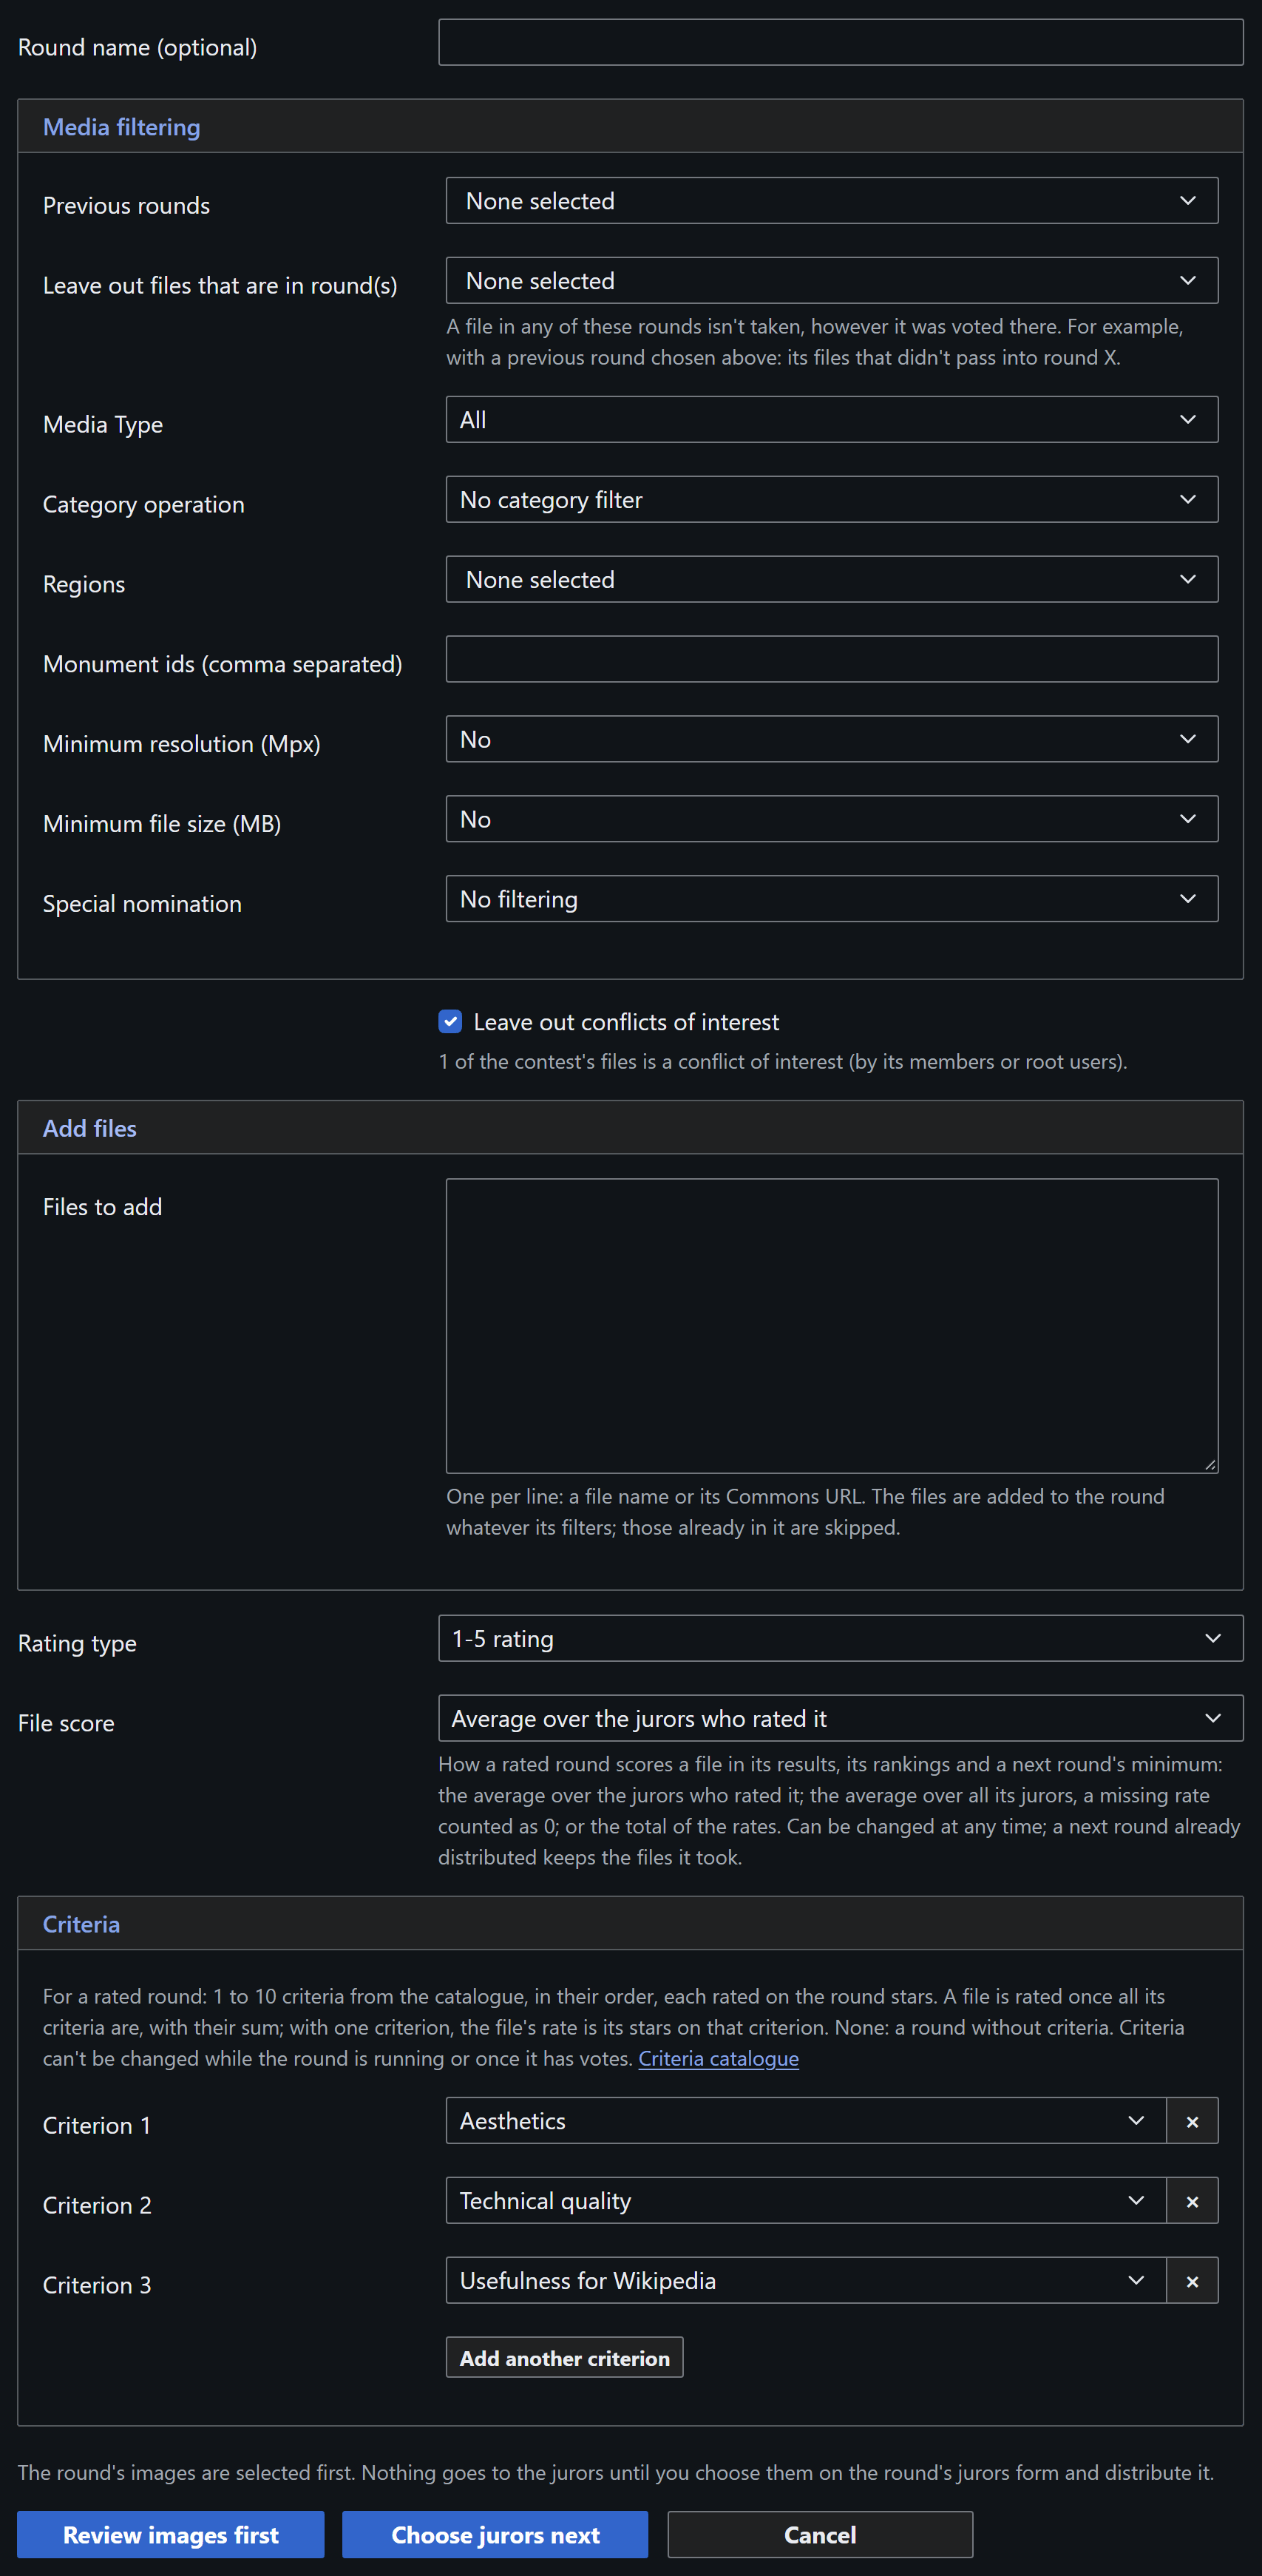 Round name (optional)
Media filtering
Previous rounds
None selected
Leave out files that are in round(s)
None selected
A file in any of these rounds isn't taken, however it was voted there. For example,
with a previous round chosen above: its files that didn't pass into round X.
Media Type
All
Category operation
No category filter
Regions
None selected
Monument ids (comma separated)
Minimum resolution (Mpx)
No
Minimum file size (MB)
No
Special nomination
No filtering
Leave out conflicts of interest
1 of the contest's files is a conflict of interest (by its members or root users).
Add files
Files to add
One per line: a file name or its Commons URL. The files are added to the round
whatever its filters; those already in it are skipped.
Rating type
1-5 rating
File score
Average over the jurors who rated it
How a rated round scores a file in its results, its rankings and a next round's minimum:
the average over the jurors who rated it; the average over all its jurors, a missing rate
counted as 0; or the total of the rates. Can be changed at any time; a next round already
distributed keeps the files it took.
Criteria
For a rated round: 1 to 10 criteria from the catalogue, in their order, each rated on the round stars. A file is rated once all its
criteria are, with their sum; with one criterion, the file's rate is its stars on that criterion. None: a round without criteria. Criteria
can't be changed while the round is running or once it has votes. Criteria catalogue
Criterion 1
Aesthetics
×
Criterion 2
Technical quality
×
Criterion 3
Usefulness for Wikipedia
×
Add another criterion
The round's images are selected first. Nothing goes to the jurors until you choose them on the round's jurors form and distribute it.
Review images first
Choose jurors next
Cancel